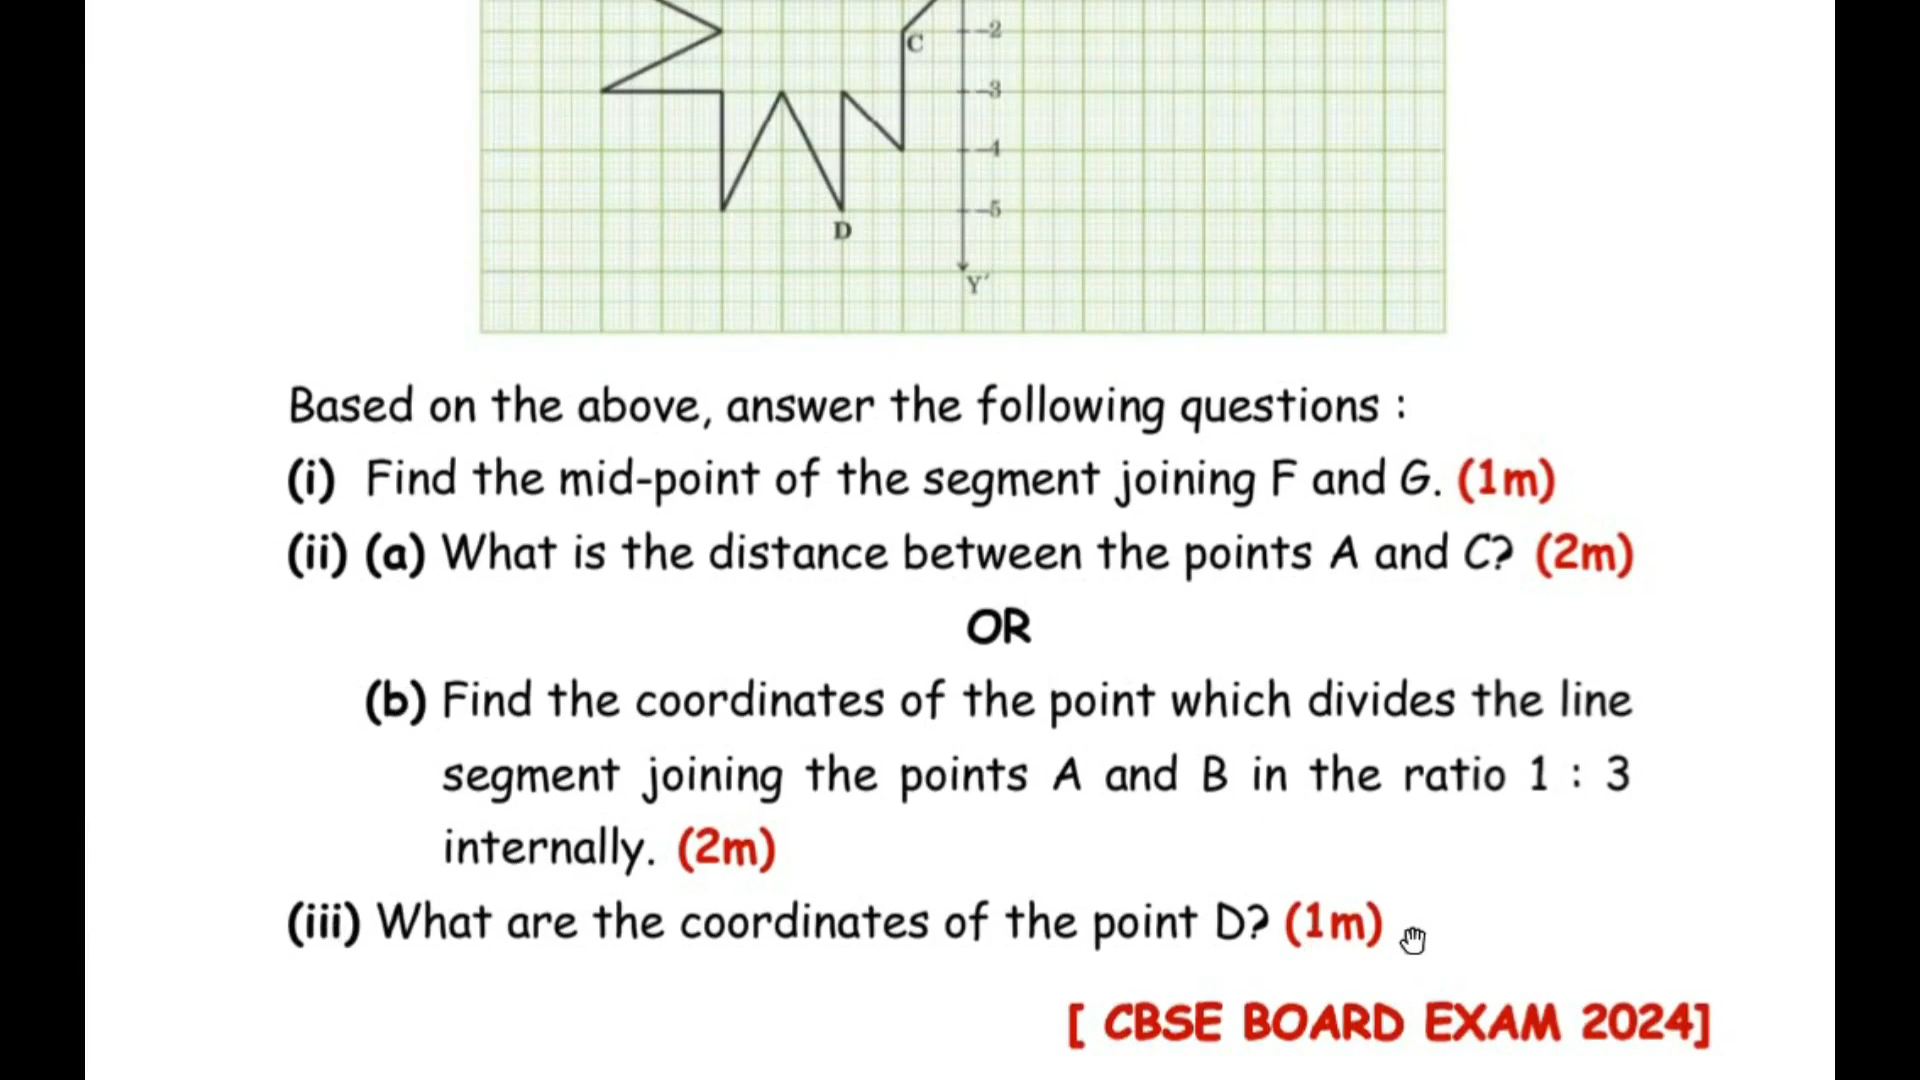 -2
C
-3
-4
-5
D
Y′
Based on the above, answer the following questions :
(i) Find the mid-point of the segment joining F and G. (1m)
(ii) (a) What is the distance between the points A and C? (2m)
OR
(b) Find the coordinates of the point which divides the line
segment joining the points A and B in the ratio 1 : 3
internally. (2m)
(iii) What are the coordinates of the point D? (1m)
[ CBSE BOARD EXAM 2024]